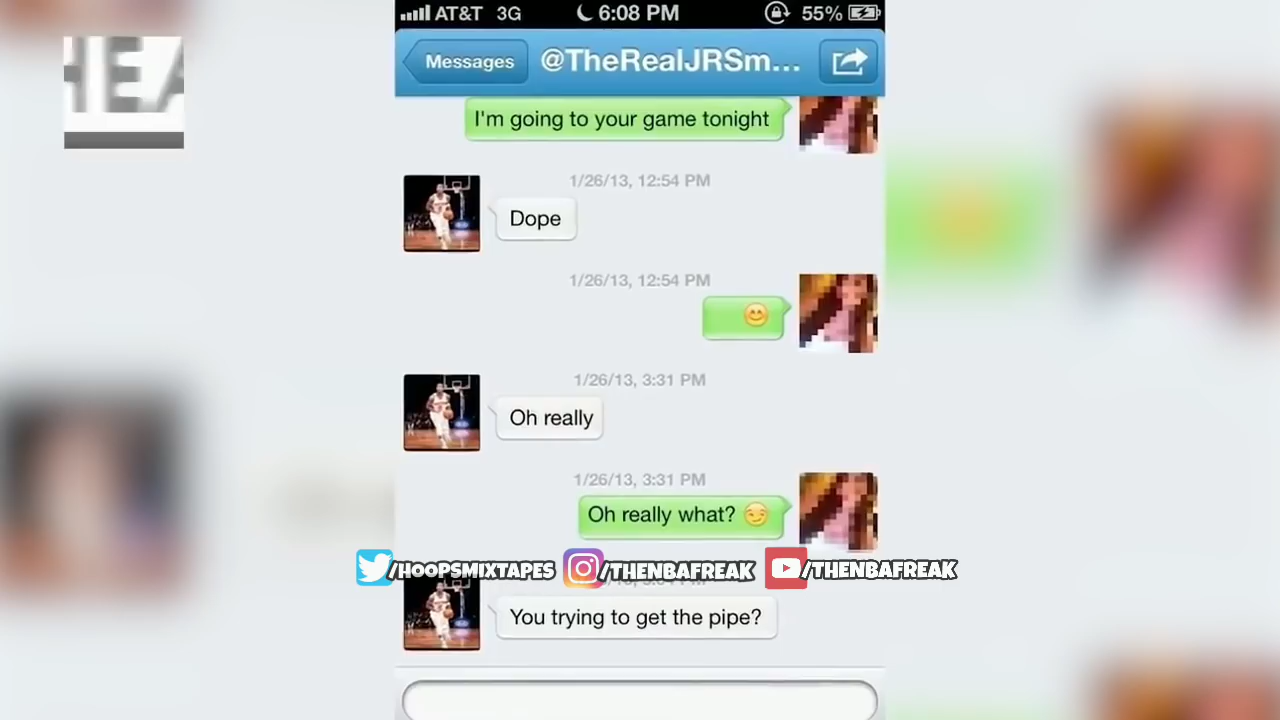 AT&T 3G 6:08 PM 55%
Messages @TheRealJRSm...
HEA
I'm going to your game tonight
1/26/13, 12:54 PM
Dope
1/26/13, 12:54 PM
1/26/13, 3:31 PM
Oh really
1/26/13, 3:31 PM
Oh really what?
/HOOPSMIXTAPES /THENBAFREAK /THENBAFREAK
You trying to get the pipe?